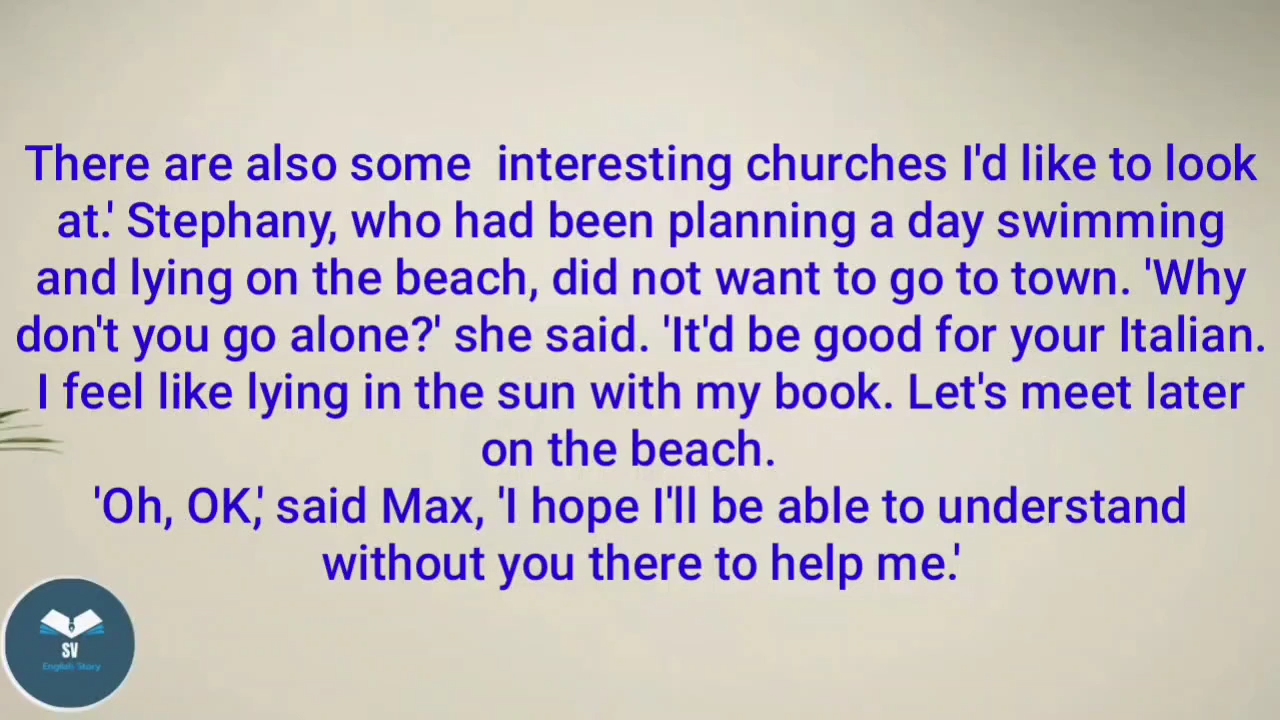 There are also some  interesting churches I'd like to look
at.' Stephany, who had been planning a day swimming
and lying on the beach, did not want to go to town. 'Why
don't you go alone?' she said. 'It'd be good for your Italian.
I feel like lying in the sun with my book. Let's meet later
on the beach.
'Oh, OK,' said Max, 'I hope I'll be able to understand
without you there to help me.'
SV
English Story